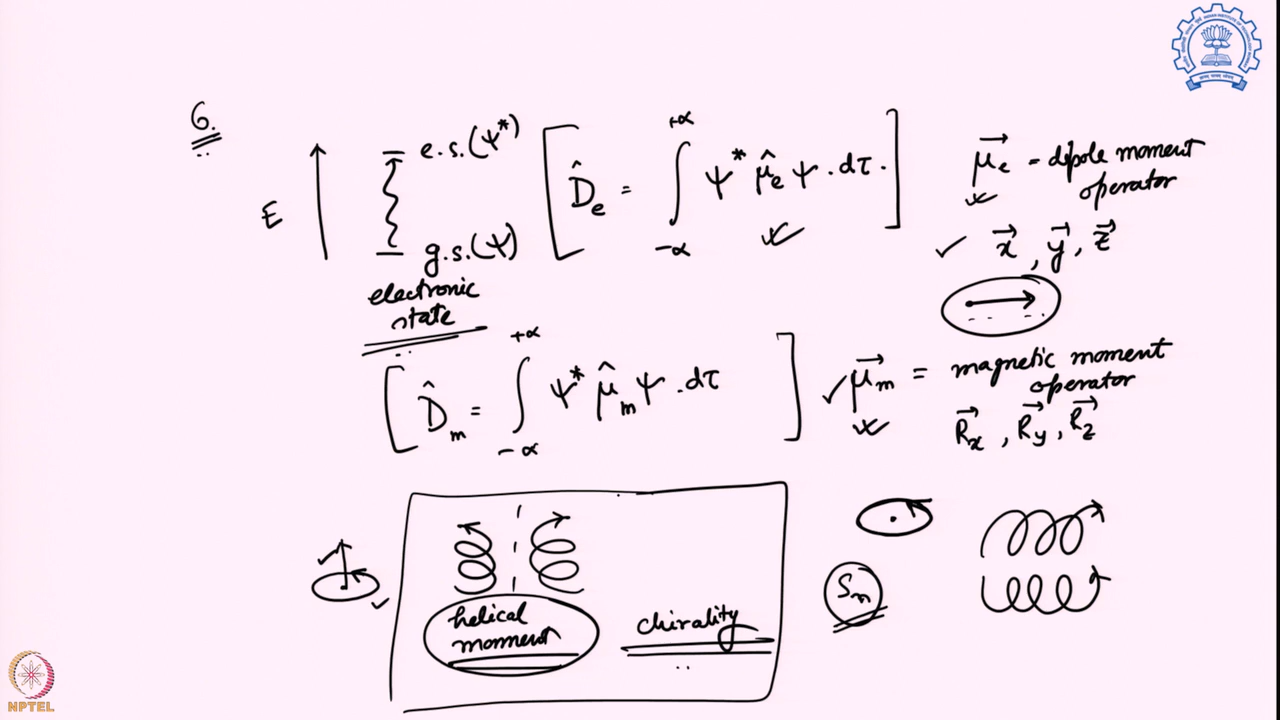 6.
E
e.s.(ψ*)
g.s.(ψ)
electronic
state
[ D̂e = ∫ ψ* μ̂e ψ . dτ . ]
+α
-α
μ⃗e - dipole moment
operator
✓ x⃗ , y⃗ , z⃗
[ D̂m = ∫ ψ* μ̂m ψ . dτ ]
+α
-α
✓ μ⃗m = magnetic moment
operator
R⃗x , R⃗y , R⃗z
helical
moment
chirality
Sn
NPTEL